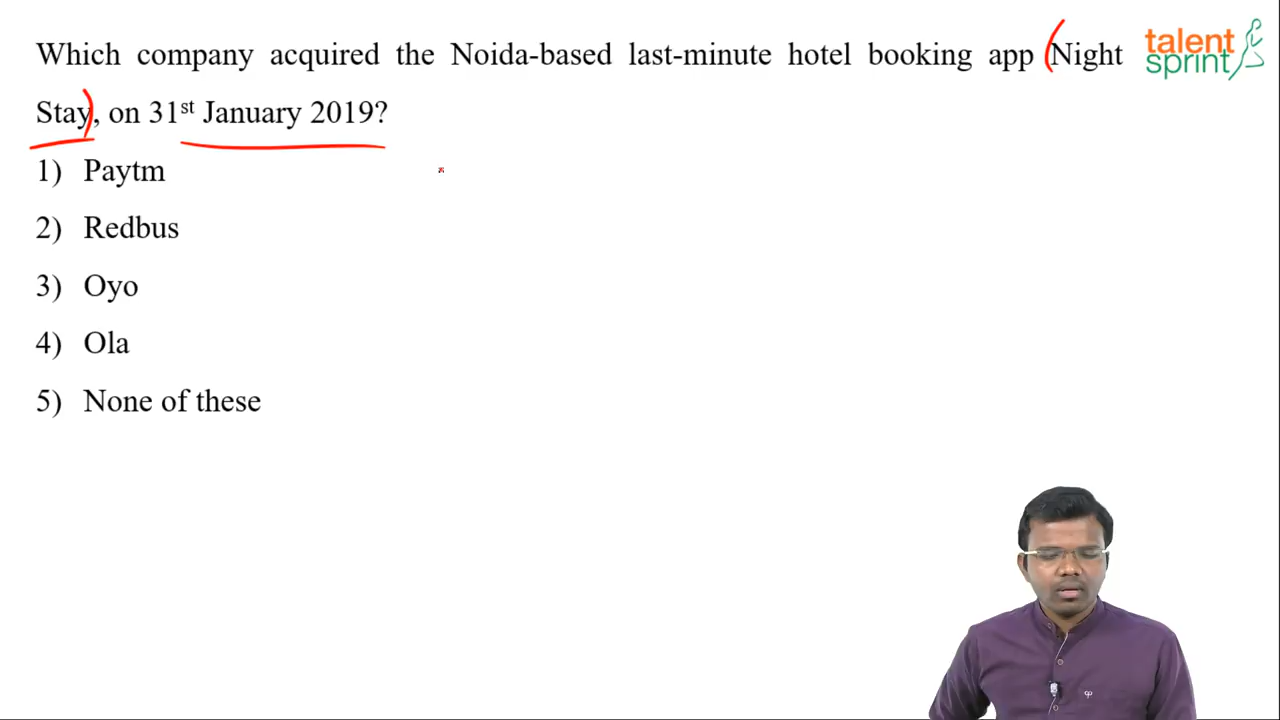 Which company acquired the Noida-based last-minute hotel booking app Night
Stay, on 31st January 2019?
1) Paytm
2) Redbus
3) Oyo
4) Ola
5) None of these
talent
sprint